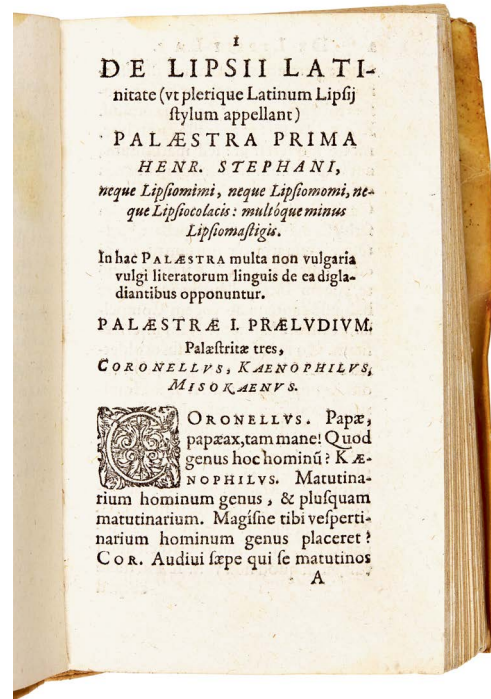 1
DE LIPSII LATI-
nitate (vt plerique Latinum Lipsij
ſtylum appellant)
PALÆSTRA PRIMA
HENR. STEPHANI,
neque Lipſiomimi, neque Lipſiomomi, ne-
que Lipſiocolacis: multóque minus
Lipſiomaſtigis.
In hac PALÆSTRA multa non vulgaria
vulgi literatorum linguis de ea digla-
diantibus opponuntur.
PALÆSTRÆ I. PRÆLVDIVM.
Palæſtritæ tres,
CORONELLVS, KAENOPHILVS,
MISOKAENVS.
CORONELLVS. Papæ,
papæax, tam mane! Quod
genus hoc hominū? KÆ-
NOPHILVS. Matutina-
rium hominum genus, & pluſquam
matutinarium. Magíſne tibi veſperti-
narium hominum genus placeret?
COR. Audiui ſæpe qui ſe matutinos
A